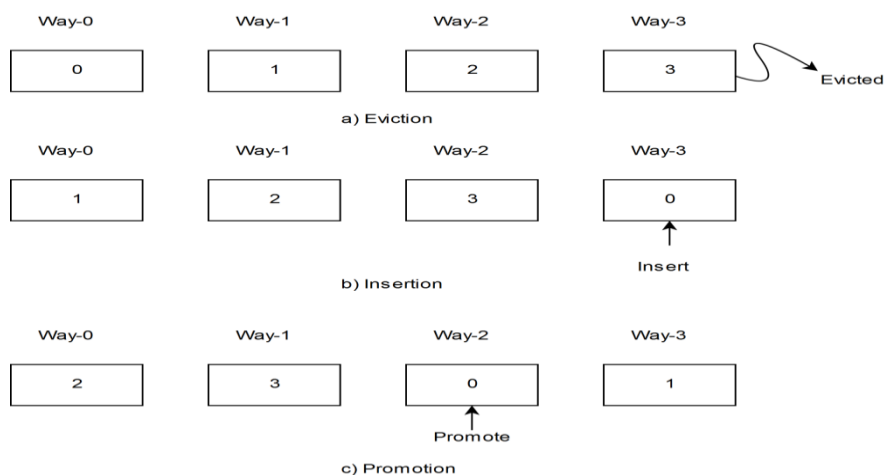 Way-0 Way-1 Way-2 Way-3
0 1 2 3
Evicted
a) Eviction
Way-0 Way-1 Way-2 Way-3
1 2 3 0
Insert
b) Insertion
Way-0 Way-1 Way-2 Way-3
2 3 0 1
Promote
c) Promotion